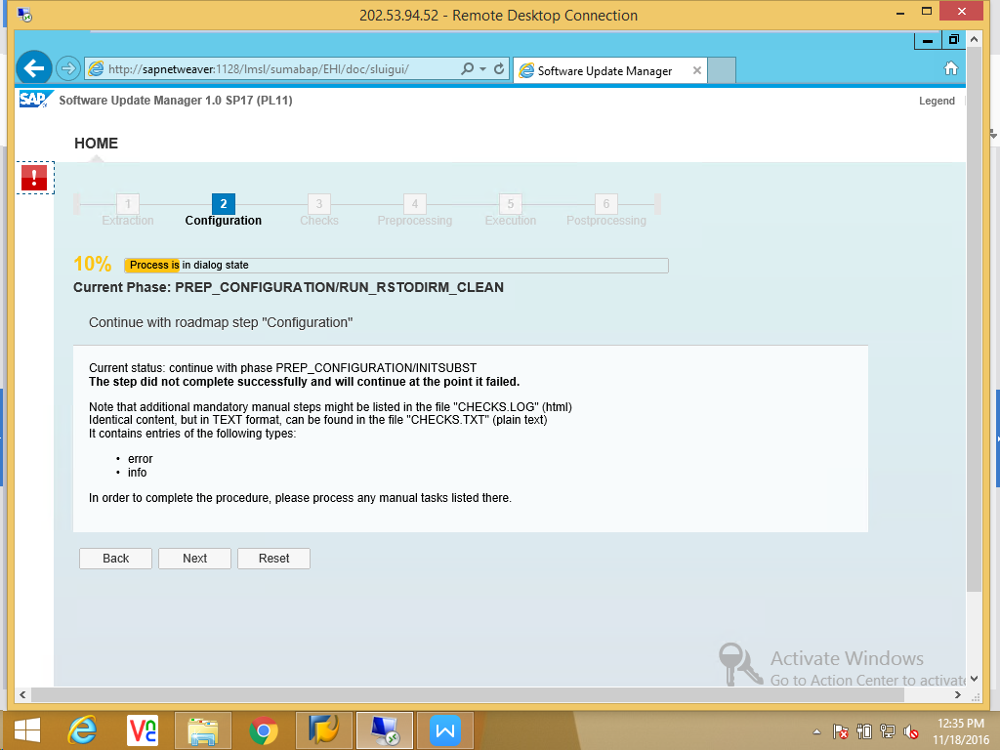 202.53.94.52 - Remote Desktop Connection
http://sapnetweaver:1128/lmsl/sumabap/EHI/doc/sluigui/
Software Update Manager
SAP
Software Update Manager 1.0 SP17 (PL11)
Legend
HOME
!
1
2
3
4
5
6
Extraction
Configuration
Checks
Preprocessing
Execution
Postprocessing
10%
Process is in dialog state
Current Phase: PREP_CONFIGURATION/RUN_RSTODIRM_CLEAN
Continue with roadmap step "Configuration"
Current status: continue with phase PREP_CONFIGURATION/INITSUBST
The step did not complete successfully and will continue at the point it failed.
Note that additional mandatory manual steps might be listed in the file "CHECKS.LOG" (html)
Identical content, but in TEXT format, can be found in the file "CHECKS.TXT" (plain text)
It contains entries of the following types:
• error
• info
In order to complete the procedure, please process any manual tasks listed there.
Back
Next
Reset
Activate Windows
Go to Action Center to activate
12:35 PM
11/18/2016